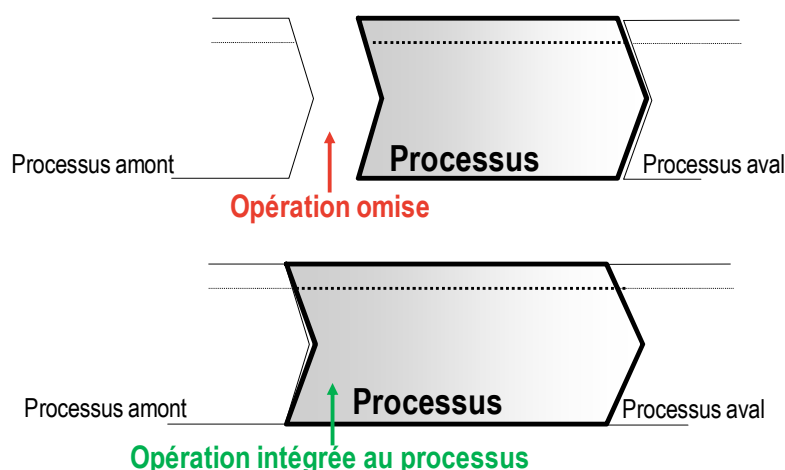 Processus amont
Processus
Processus aval
Opération omise
Processus amont
Processus
Processus aval
Opération intégrée au processus